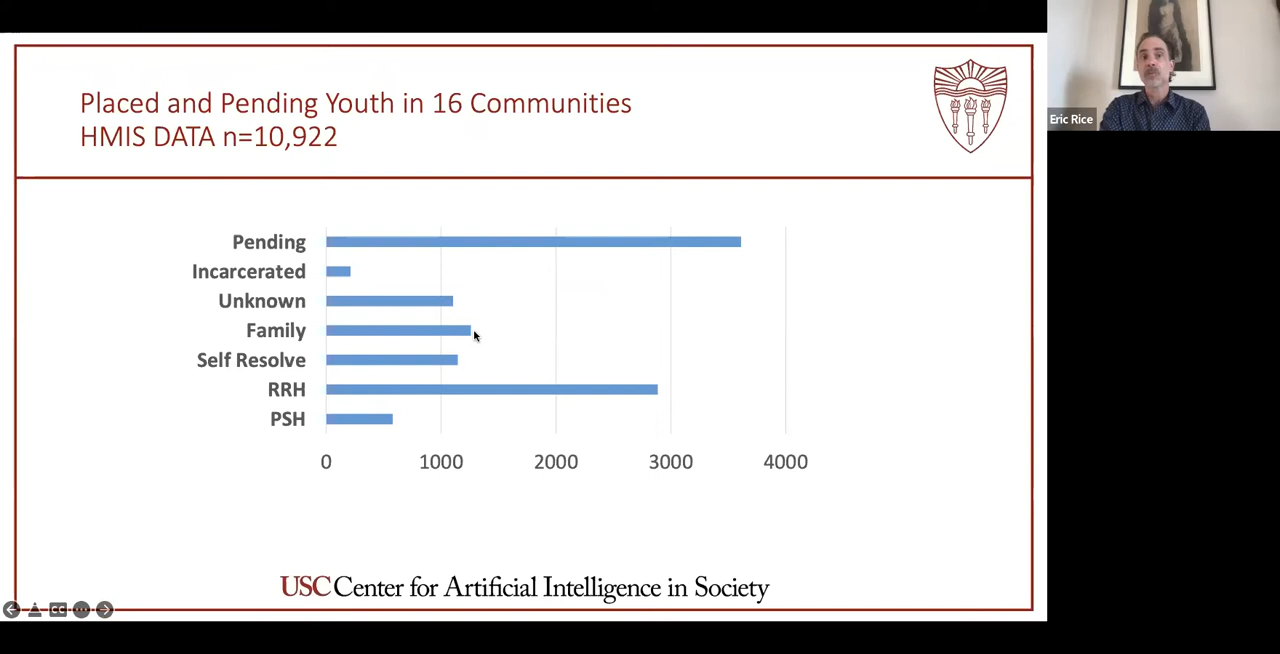 Placed and Pending Youth in 16 Communities
HMIS DATA n=10,922
Eric Rice
Pending
Incarcerated
Unknown
Family
Self Resolve
RRH
PSH
0 1000 2000 3000 4000
USC Center for Artificial Intelligence in Society
CC